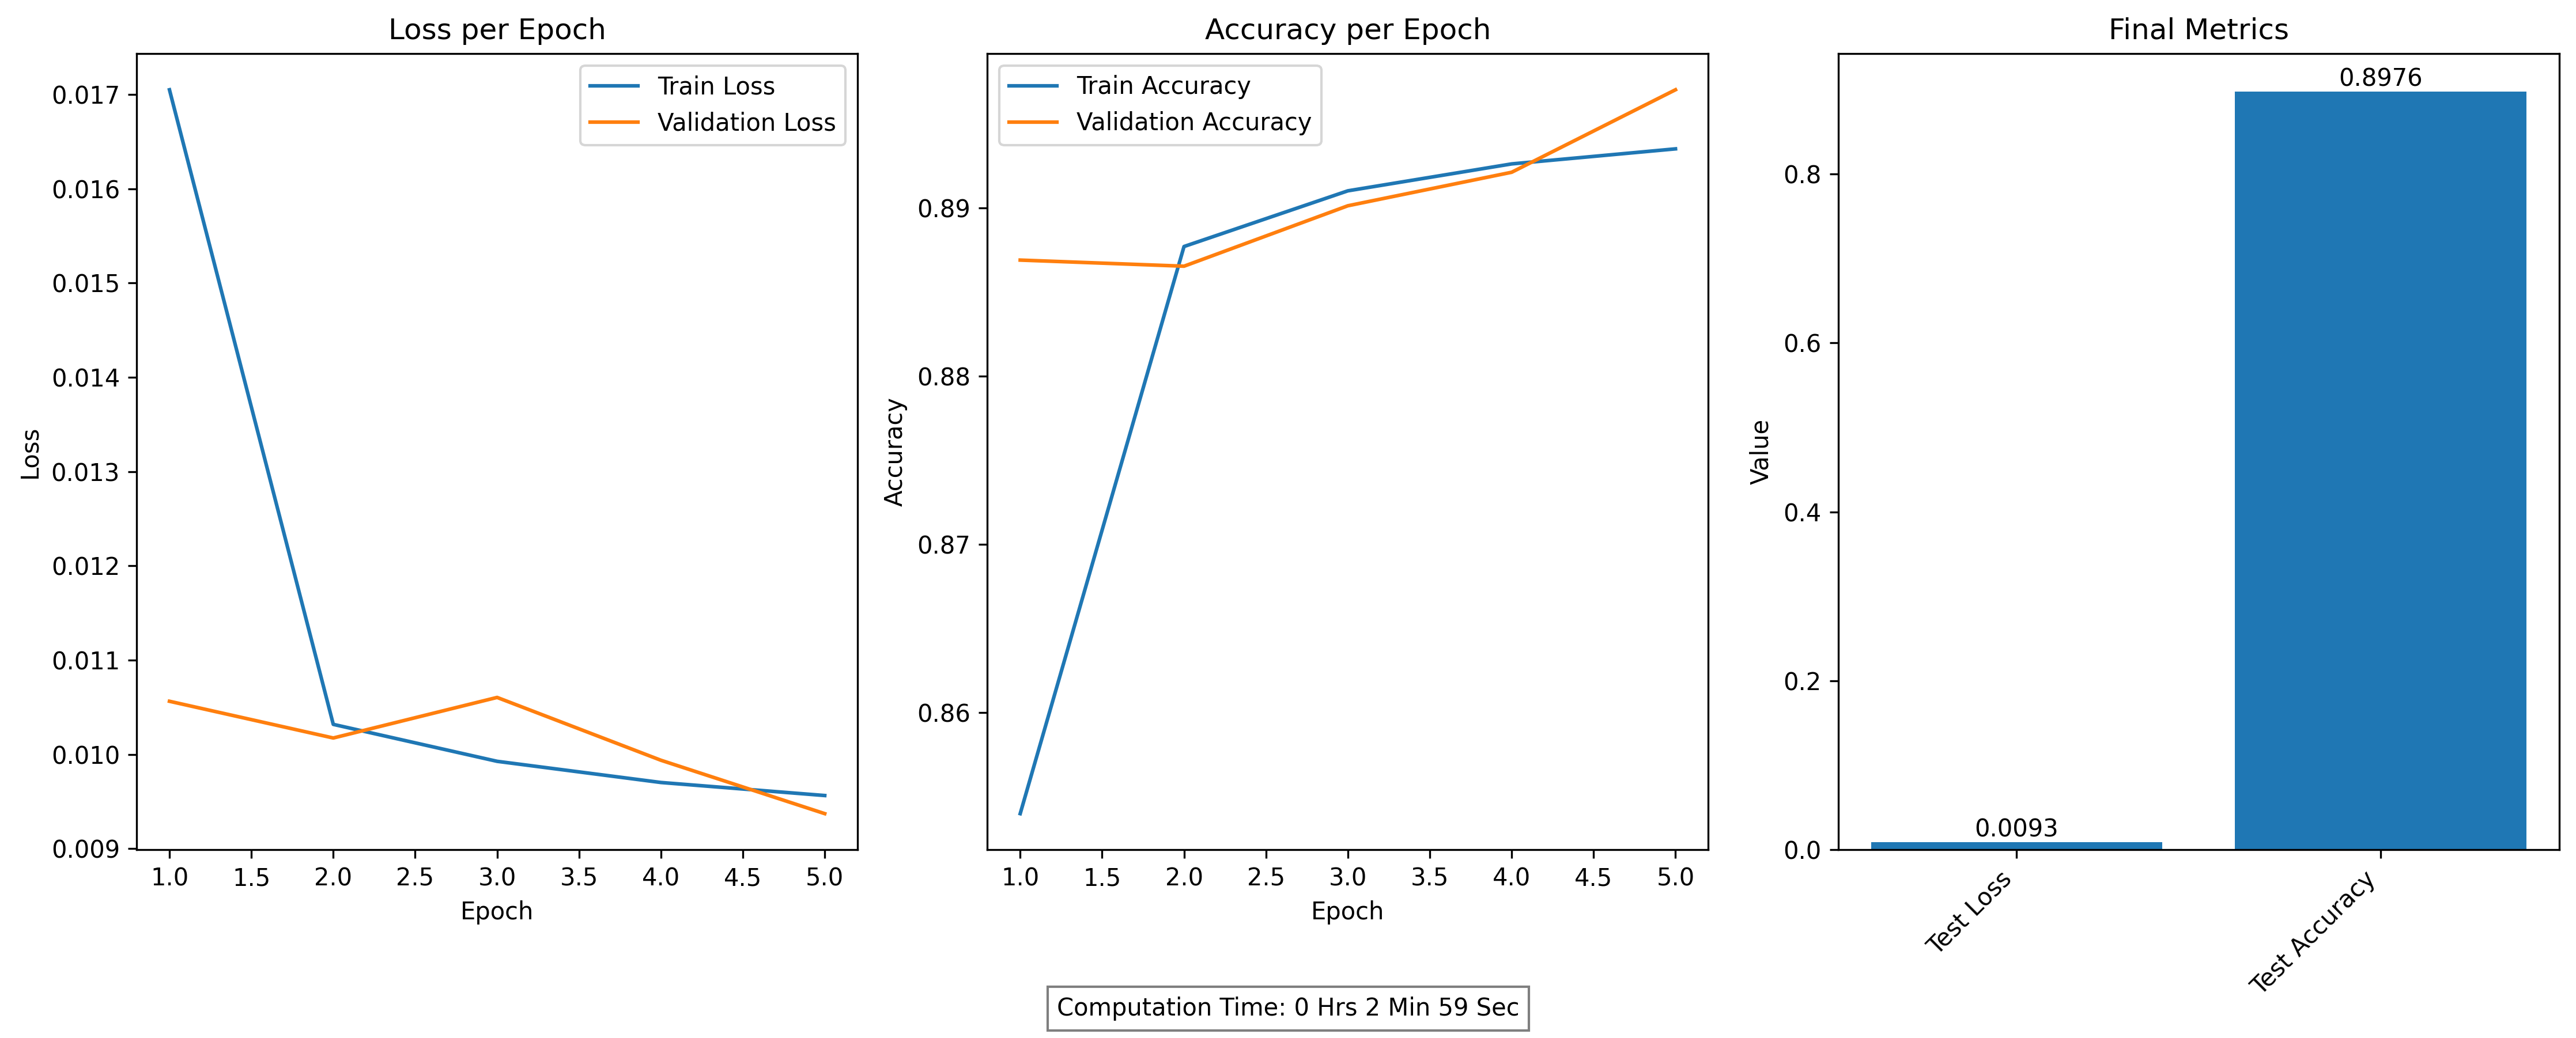 Loss per Epoch
Train Loss
Validation Loss
0.017
0.016
0.015
0.014
0.013
0.012
0.011
0.010
0.009
Loss
1.0 1.5 2.0 2.5 3.0 3.5 4.0 4.5 5.0
Epoch
Accuracy per Epoch
Train Accuracy
Validation Accuracy
0.89
0.88
0.87
0.86
Accuracy
1.0 1.5 2.0 2.5 3.0 3.5 4.0 4.5 5.0
Epoch
Final Metrics
0.8976
0.0093
0.8
0.6
0.4
0.2
0.0
Value
Test Loss
Test Accuracy
Computation Time: 0 Hrs 2 Min 59 Sec